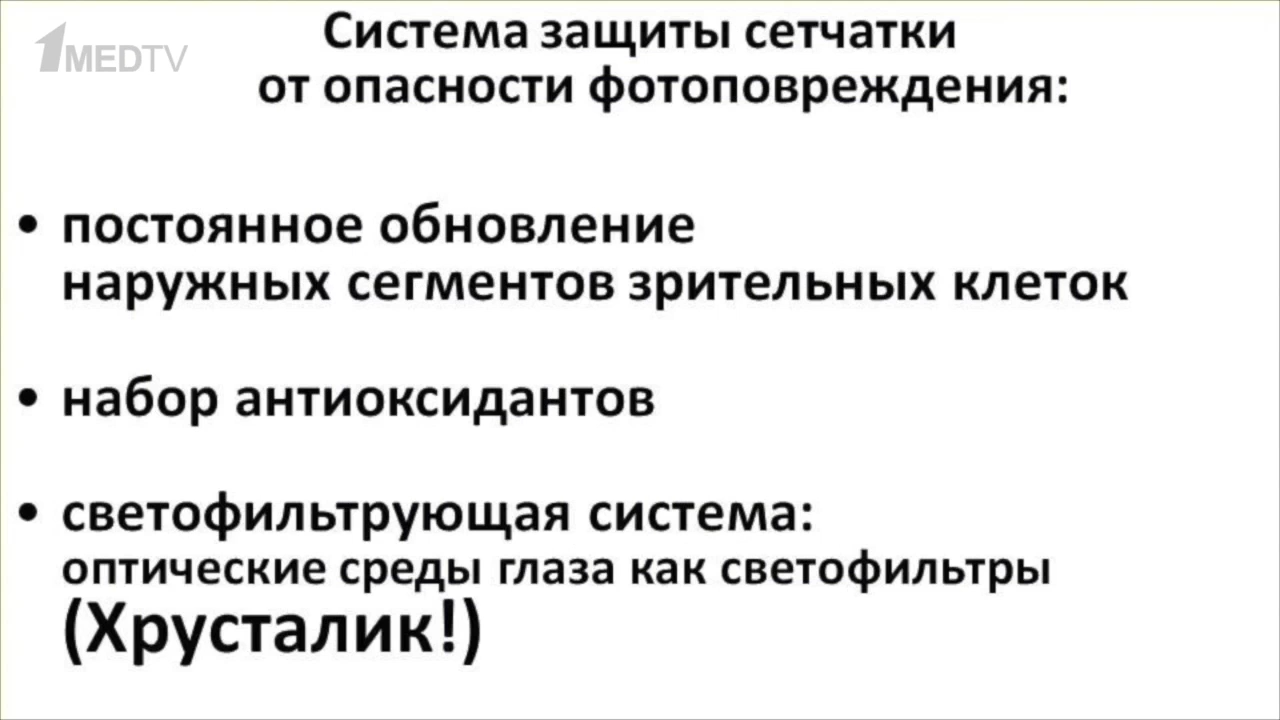 1MEDTV
Система защиты сетчатки
от опасности фотоповреждения:
• постоянное обновление
наружных сегментов зрительных клеток
• набор антиоксидантов
• светофильтрующая система:
оптические среды глаза как светофильтры
(Хрусталик!)